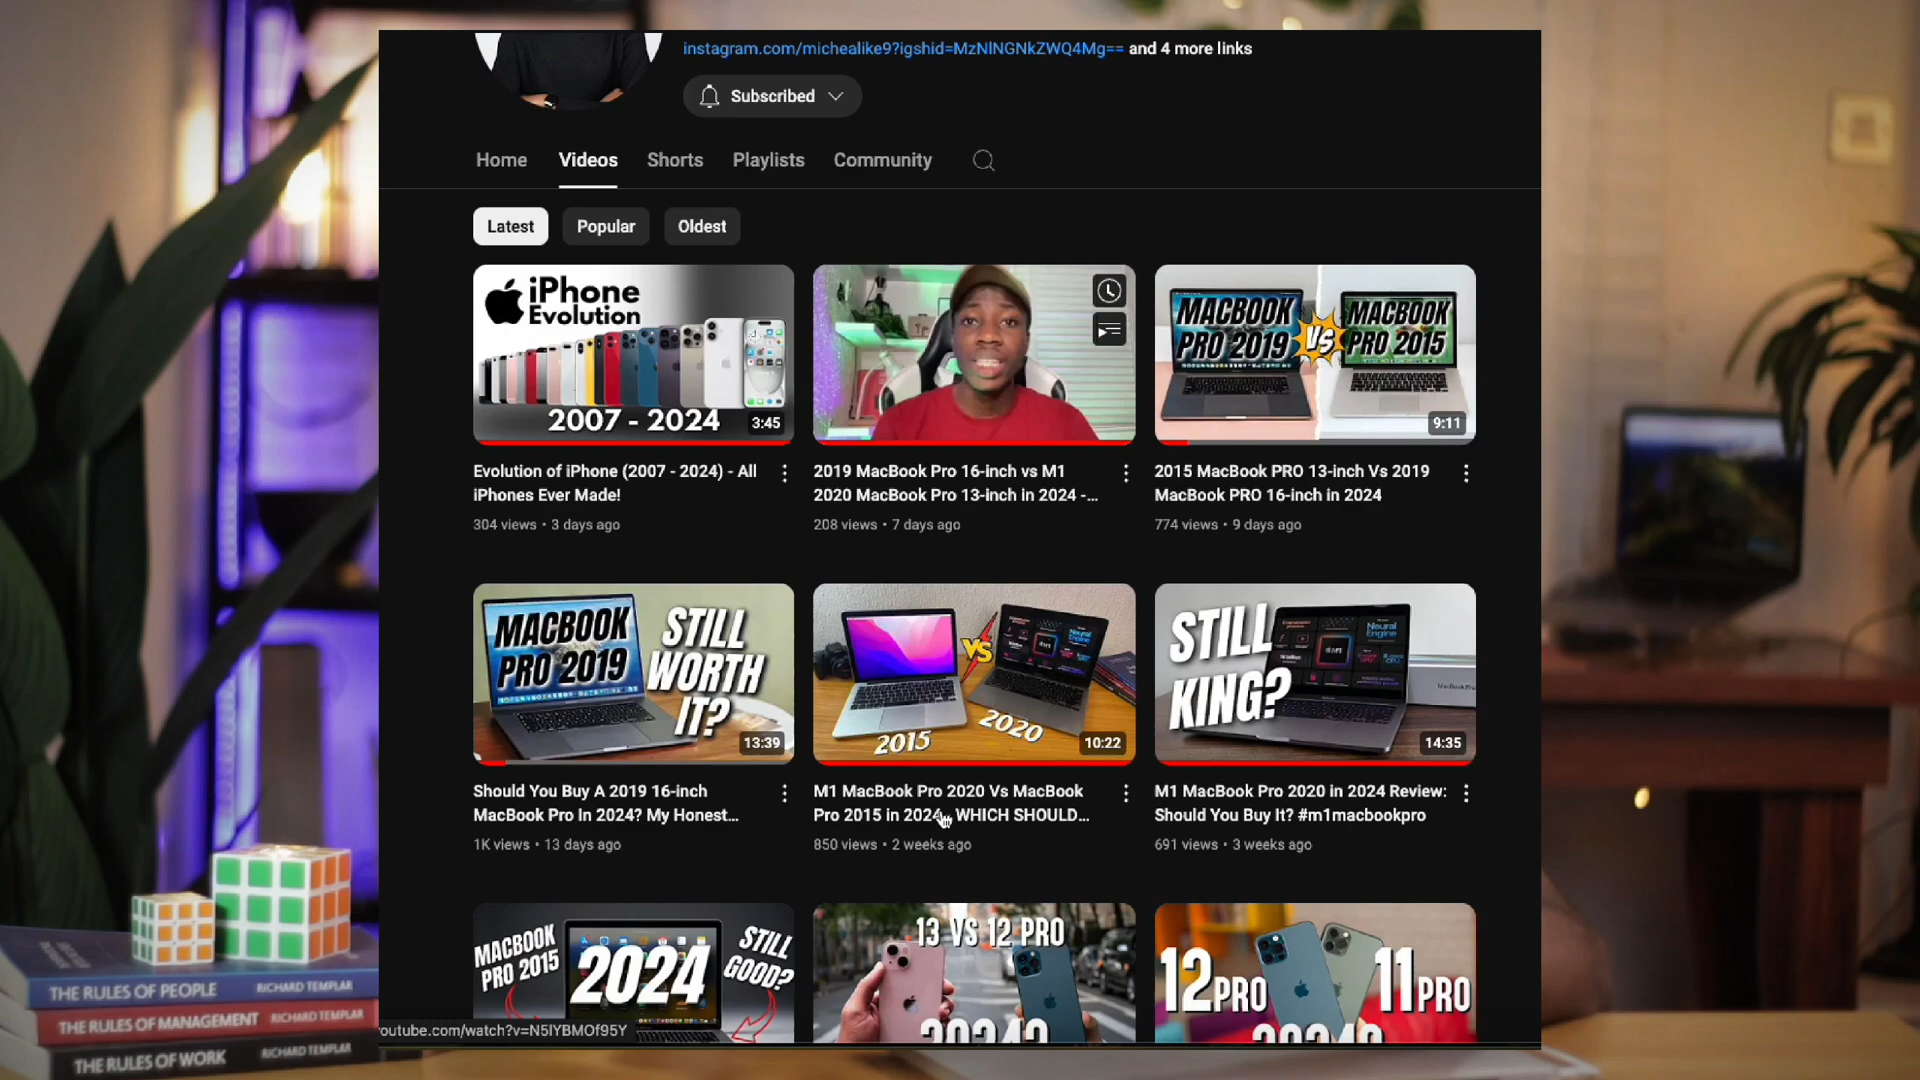 instagram.com/michealike9?igshid=MzNlNGNkZWQ4Mg== and 4 more links
Subscribed
Home Videos Shorts Playlists Community
Latest Popular Oldest
iPhone
Evolution
2007 - 2024
3:45
MACBOOK PRO 2019
VS
MACBOOK PRO 2015
9:11
Evolution of iPhone (2007 - 2024) - All
iPhones Ever Made!
304 views • 3 days ago
2019 MacBook Pro 16-inch vs M1
2020 MacBook Pro 13-inch in 2024 -...
208 views • 7 days ago
2015 MacBook PRO 13-inch Vs 2019
MacBook PRO 16-inch in 2024
774 views • 9 days ago
MACBOOK
PRO 2019
STILL
WORTH
IT?
13:39
VS
2015
2020
10:22
STILL
KING?
Neural
Engine
14:35
Should You Buy A 2019 16-inch
MacBook Pro In 2024? My Honest...
1K views • 13 days ago
M1 MacBook Pro 2020 Vs MacBook
Pro 2015 in 2024, WHICH SHOULD...
850 views • 2 weeks ago
M1 MacBook Pro 2020 in 2024 Review:
Should You Buy It? #m1macbookpro
691 views • 3 weeks ago
MACBOOK
PRO 2015
2024
STILL
GOOD?
13 VS 12 PRO
2024?
12PRO
11PRO
2024?
outube.com/watch?v=N5lYBMOf95Y
THE RULES OF PEOPLE RICHARD TEMPLAR
THE RULES OF MANAGEMENT RICHARD TEMPLAR
THE RULES OF WORK RICHARD TEMPLAR